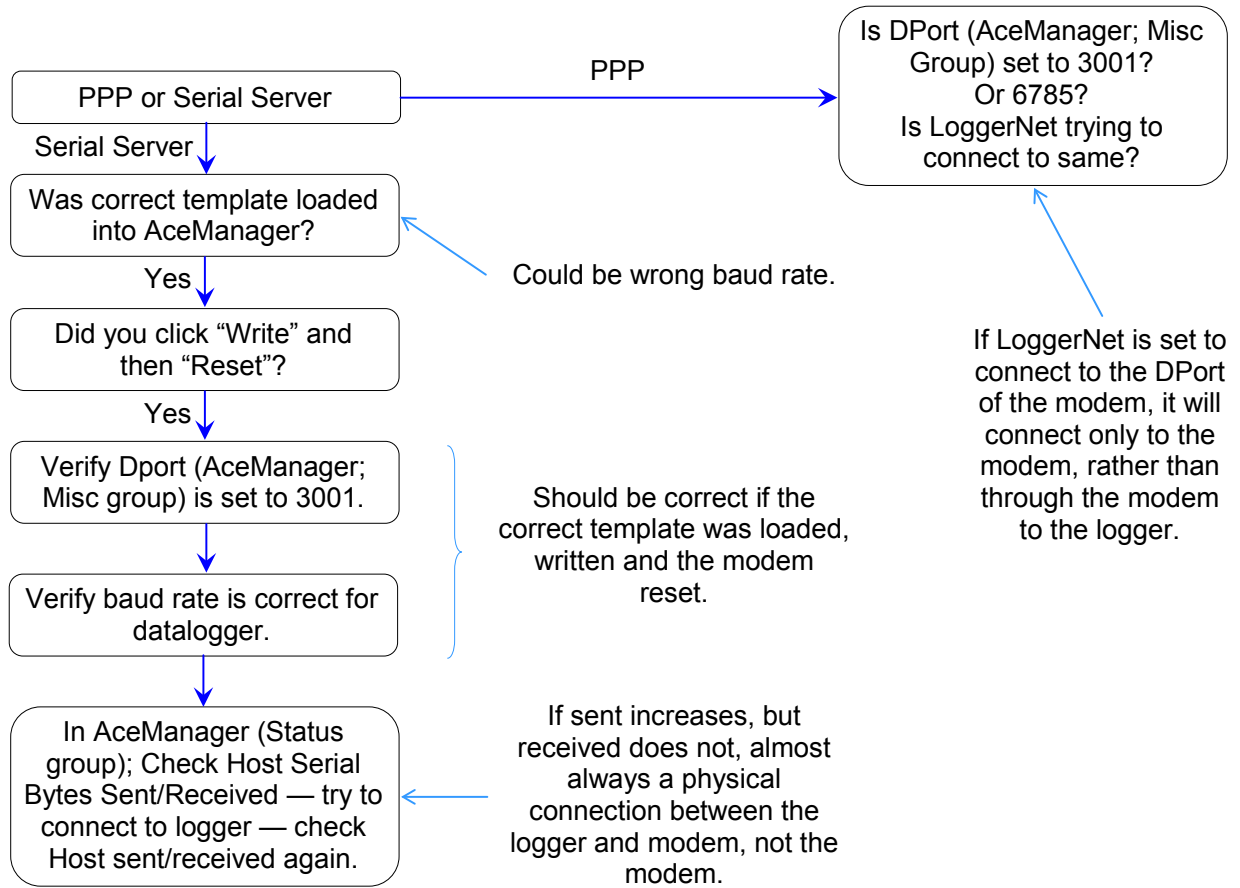 PPP or Serial Server
PPP
Is DPort (AceManager; Misc
Group) set to 3001?
Or 6785?
Is LoggerNet trying to
connect to same?
Serial Server
Was correct template loaded
into AceManager?
Could be wrong baud rate.
Yes
Did you click “Write” and
then “Reset”?
If LoggerNet is set to
connect to the DPort
of the modem, it will
connect only to the
modem, rather than
through the modem
to the logger.
Yes
Verify Dport (AceManager;
Misc group) is set to 3001.
Should be correct if the
correct template was loaded,
written and the modem
reset.
Verify baud rate is correct for
datalogger.
In AceManager (Status
group); Check Host Serial
Bytes Sent/Received — try to
connect to logger — check
Host sent/received again.
If sent increases, but
received does not, almost
always a physical
connection between the
logger and modem, not the
modem.